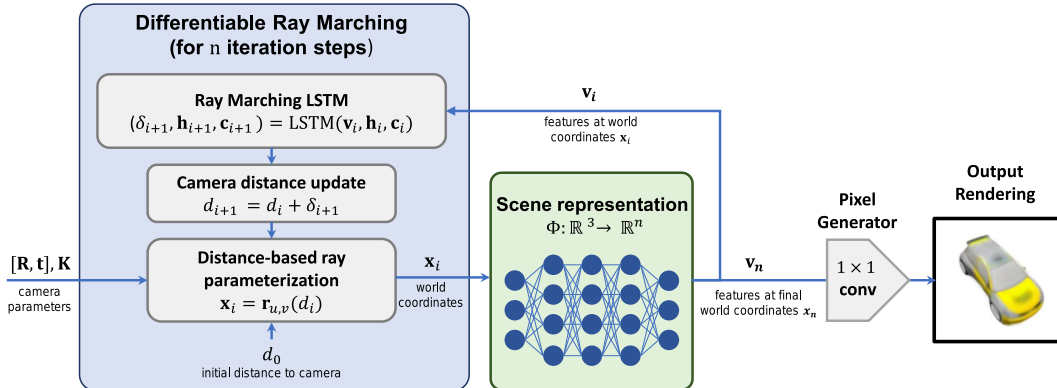 Differentiable Ray Marching
(for n iteration steps)
Ray Marching LSTM
(δ_{i+1}, h_{i+1}, c_{i+1}) = LSTM(v_i, h_i, c_i)
Camera distance update
d_{i+1} = d_i + δ_{i+1}
Distance-based ray
parameterization
x_i = r_{u,v}(d_i)
d_0
initial distance to camera
[R, t], K
camera
parameters
x_i
world
coordinates
v_i
features at world
coordinates x_i
Scene representation
Φ: ℝ^3 → ℝ^n
v_n
features at final
world coordinates x_n
Pixel
Generator
1 × 1
conv
Output
Rendering